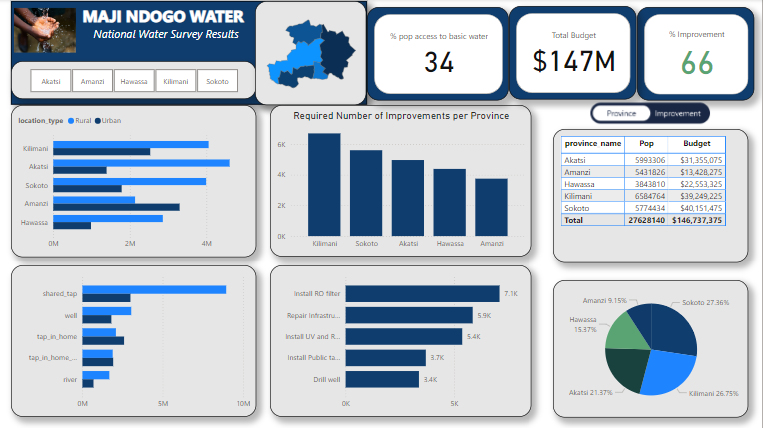 MAJI NDOGO WATER
National Water Survey Results
Akatsi
Amanzi
Hawassa
Kilimani
Sokoto
% pop access to basic water
34
Total Budget
$147M
% Improvement
66
Province
Improvement
location_type Rural Urban
Kilimani
Akatsi
Sokoto
Amanzi
Hawassa
0M 2M 4M
Required Number of Improvements per Province
6K
4K
2K
0K
Kilimani Sokoto Akatsi Hawassa Amanzi
province_name Pop Budget
Akatsi 5993306 $31,355,075
Amanzi 5431826 $13,428,275
Hawassa 3843810 $22,553,325
Kilimani 6584764 $39,249,225
Sokoto 5774434 $40,151,475
Total 27628140 $146,737,375
shared_tap
well
tap_in_home
tap_in_home_...
river
0M 5M 10M
Install RO filter 7.1K
Repair Infrastru... 5.9K
Install UV and R... 5.4K
Install Public ta... 3.7K
Drill well 3.4K
0K 5K
Amanzi 9.15%
Sokoto 27.36%
Hawassa
15.37%
Akatsi 21.37%
Kilimani 26.75%